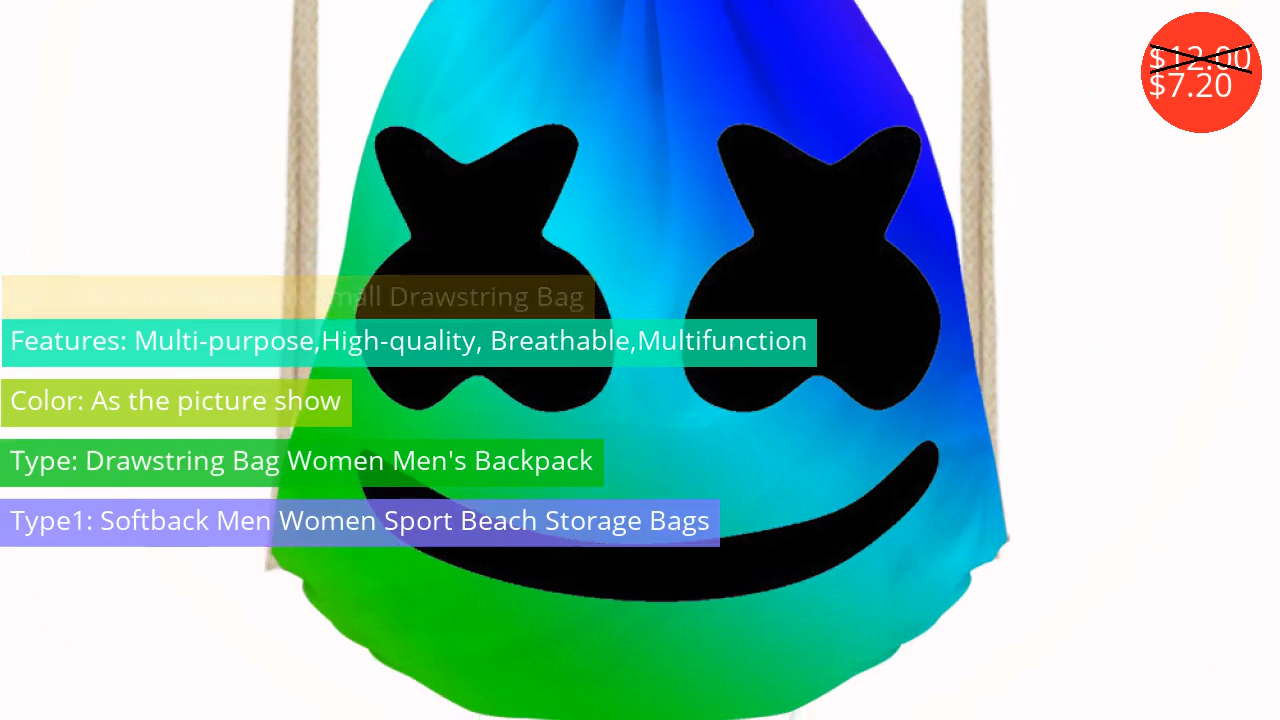 $12.00
$7.20
Small Drawstring Bag
Features: Multi-purpose,High-quality, Breathable,Multifunction
Color: As the picture show
Type: Drawstring Bag Women Men's Backpack
Type1: Softback Men Women Sport Beach Storage Bags